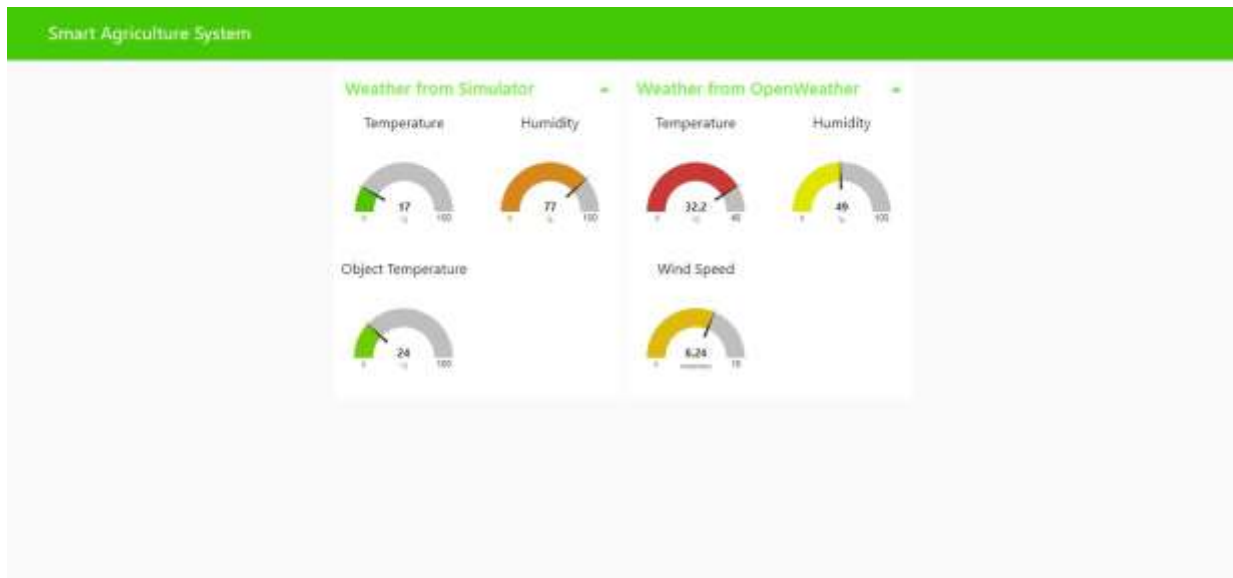 Smart Agriculture System
Weather from Simulator
Temperature
Humidity
17
0
100
77
0
100
Object Temperature
24
0
100
Weather from OpenWeather
Temperature
Humidity
32.2
0
40
49
%
0
100
Wind Speed
6.24
0
10